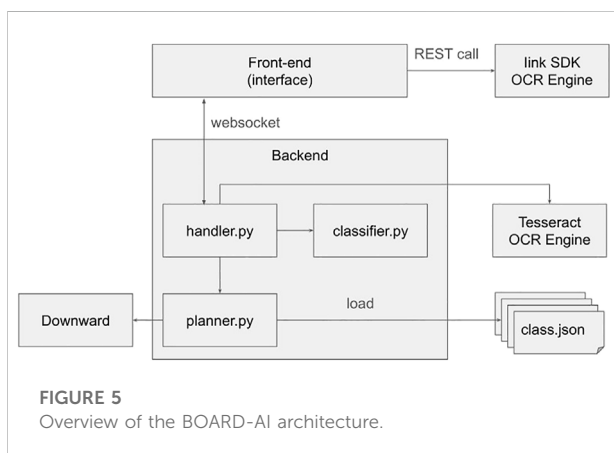 Front-end
(interface)
REST call
Iink SDK
OCR Engine
websocket
Backend
handler.py
classifier.py
Tesseract
OCR Engine
Downward
planner.py
load
class.json
FIGURE 5
Overview of the BOARD-AI architecture.